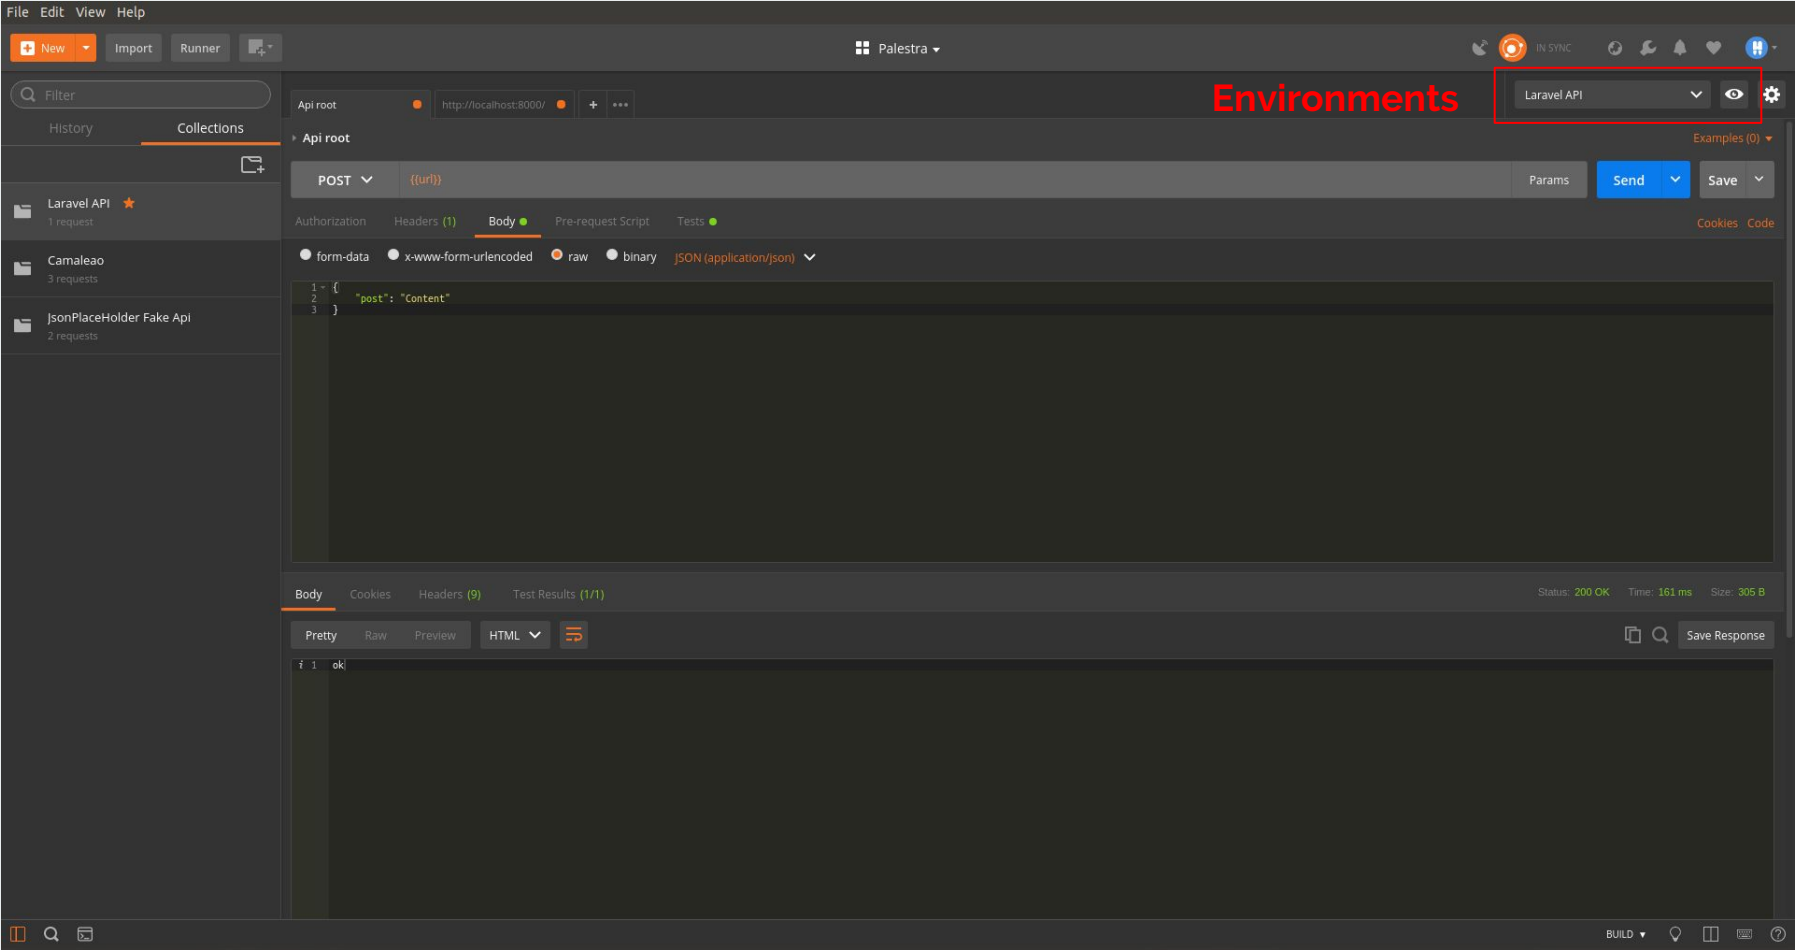 File Edit View Help
New Import Runner Palestra IN SYNC
Filter
Environments Laravel API
Api root http://localhost:8000/ + •••
History Collections
Api root Examples (0)
POST {{url}} Params Send Save
Laravel API
1 request
Authorization Headers (1) Body Pre-request Script Tests Cookies Code
form-data x-www-form-urlencoded raw binary JSON (application/json)
Camaleao
3 requests
1 {
2 "post": "Content"
3 }
JsonPlaceHolder Fake Api
2 requests
Body Cookies Headers (9) Test Results (1/1) Status: 200 OK Time: 161 ms Size: 305 B
Pretty Raw Preview HTML Save Response
i 1 ok
BUILD